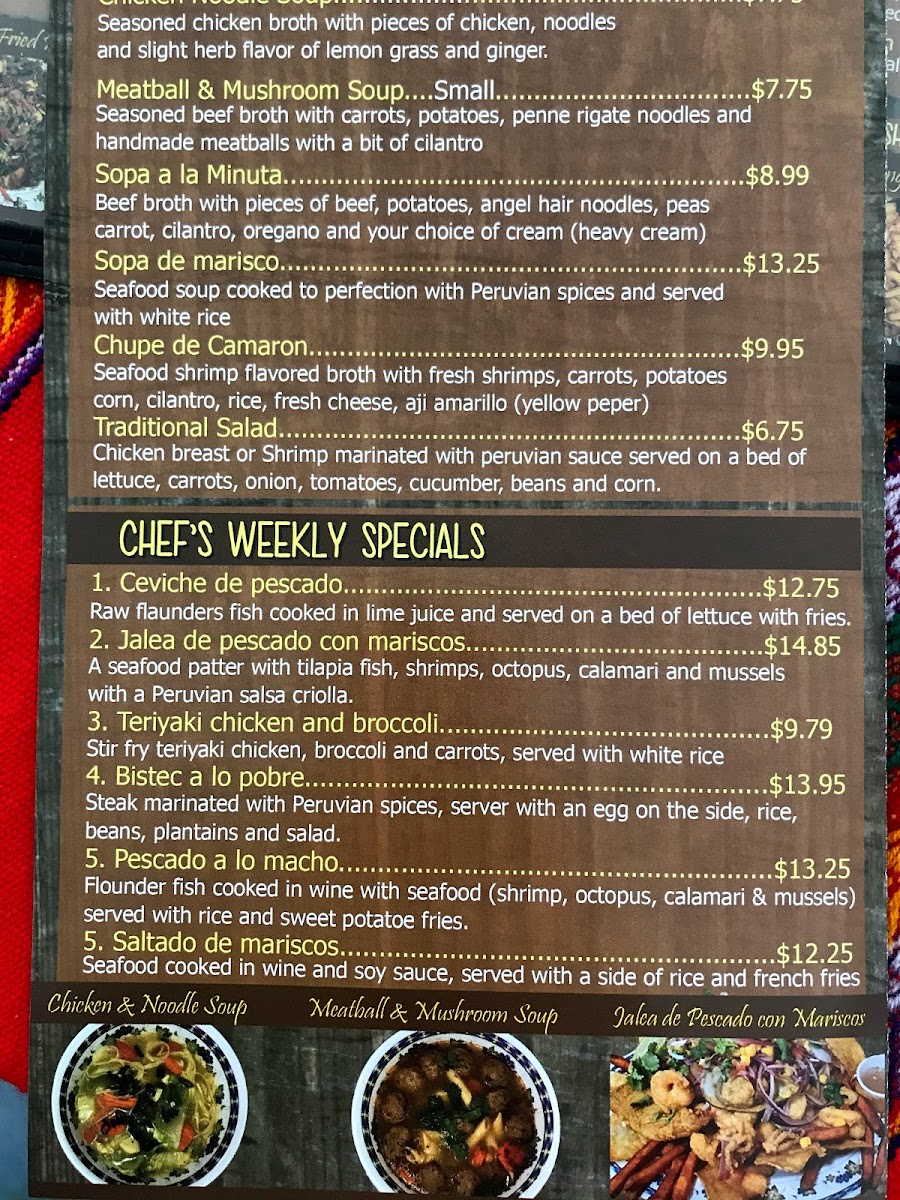 Chicken Noodle Soup
Seasoned chicken broth with pieces of chicken, noodles
and slight herb flavor of lemon grass and ginger.
Meatball & Mushroom Soup....Small..............................$7.75
Seasoned beef broth with carrots, potatoes, penne rigate noodles and
handmade meatballs with a bit of cilantro
Sopa a la Minuta.........................................................$8.99
Beef broth with pieces of beef, potatoes, angel hair noodles, peas
carrot, cilantro, oregano and your choice of cream (heavy cream)
Sopa de marisco.........................................................$13.25
Seafood soup cooked to perfection with Peruvian spices and served
with white rice
Chupe de Camaron.....................................................$9.95
Seafood shrimp flavored broth with fresh shrimps, carrots, potatoes
corn, cilantro, rice, fresh cheese, aji amarillo (yellow peper)
Traditional Salad.........................................................$6.75
Chicken breast or Shrimp marinated with peruvian sauce served on a bed of
lettuce, carrots, onion, tomatoes, cucumber, beans and corn.
CHEF'S WEEKLY SPECIALS
1. Ceviche de pescado...................................................$12.75
Raw flaunders fish cooked in lime juice and served on a bed of lettuce with fries.
2. Jalea de pescado con mariscos....................................$14.85
A seafood patter with tilapia fish, shrimps, octopus, calamari and mussels
with a Peruvian salsa criolla.
3. Teriyaki chicken and broccoli........................................$9.79
Stir fry teriyaki chicken, broccoli and carrots, served with white rice
4. Bistec a lo pobre........................................................$13.95
Steak marinated with Peruvian spices, server with an egg on the side, rice,
beans, plantains and salad.
5. Pescado a lo macho.....................................................$13.25
Flounder fish cooked in wine with seafood (shrimp, octopus, calamari & mussels)
served with rice and sweet potatoe fries.
5. Saltado de mariscos.....................................................$12.25
Seafood cooked in wine and soy sauce, served with a side of rice and french fries
Chicken & Noodle Soup
Meatball & Mushroom Soup
Jalea de Pescado con Mariscos
Fried